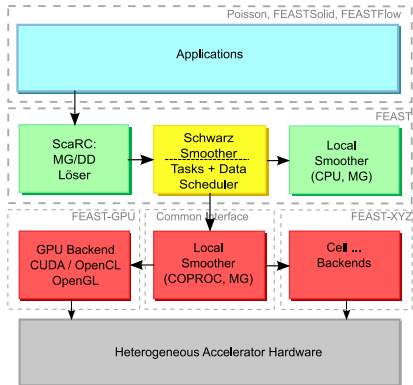 Poisson, FEASTSolid, FEASTFlow
Applications
FEAST
ScaRC:
MG/DD
Löser
Schwarz
Smoother
Tasks + Data
Scheduler
Local
Smoother
(CPU, MG)
FEAST-GPU
Common Interface
FEAST-XYZ
GPU Backend
CUDA / OpenCL
OpenGL
Local
Smoother
(COPROC, MG)
Cell ...
Backends
Heterogeneous Accelerator Hardware